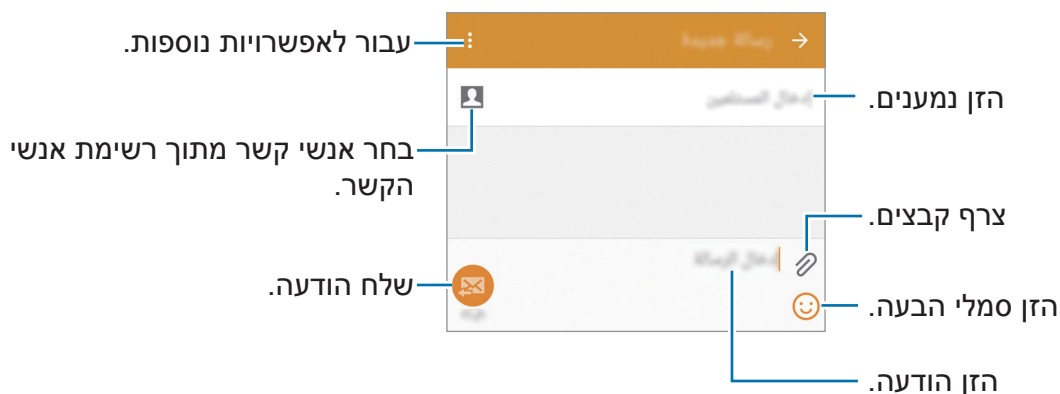 עבור לאפשרויות נוספות.
הזן נמענים.
בחר אנשי קשר מתוך רשימת אנשי
הקשר.
צרף קבצים.
שלח הודעה.
הזן סמלי הבעה.
הזן הודעה.